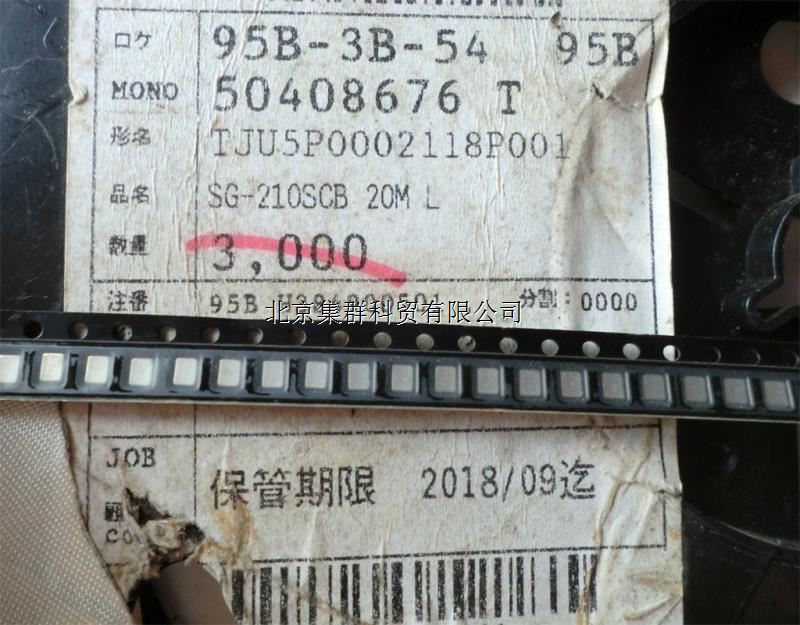 ロケ 95B-3B-54 95B
MONO 50408676 T
形名 TJU5P0002118P001
品名 SG-210SCB 20M L
数量 3,000
注番 95B 分割: 0000
北京集群科贸有限公司
JOB
保管期限 2018/09迄